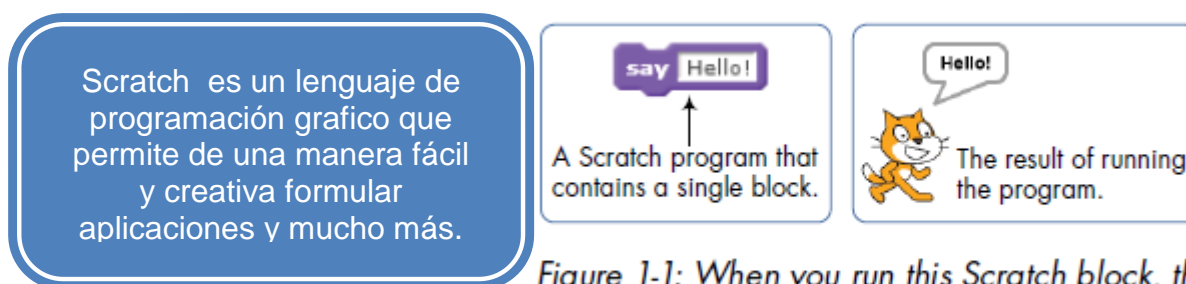 Scratch es un lenguaje de
programación grafico que
permite de una manera fácil
y creativa formular
aplicaciones y mucho más.
say Hello!
A Scratch program that
contains a single block.
Hello!
The result of running
the program.
Figure 1-1: When you run this Scratch block, th